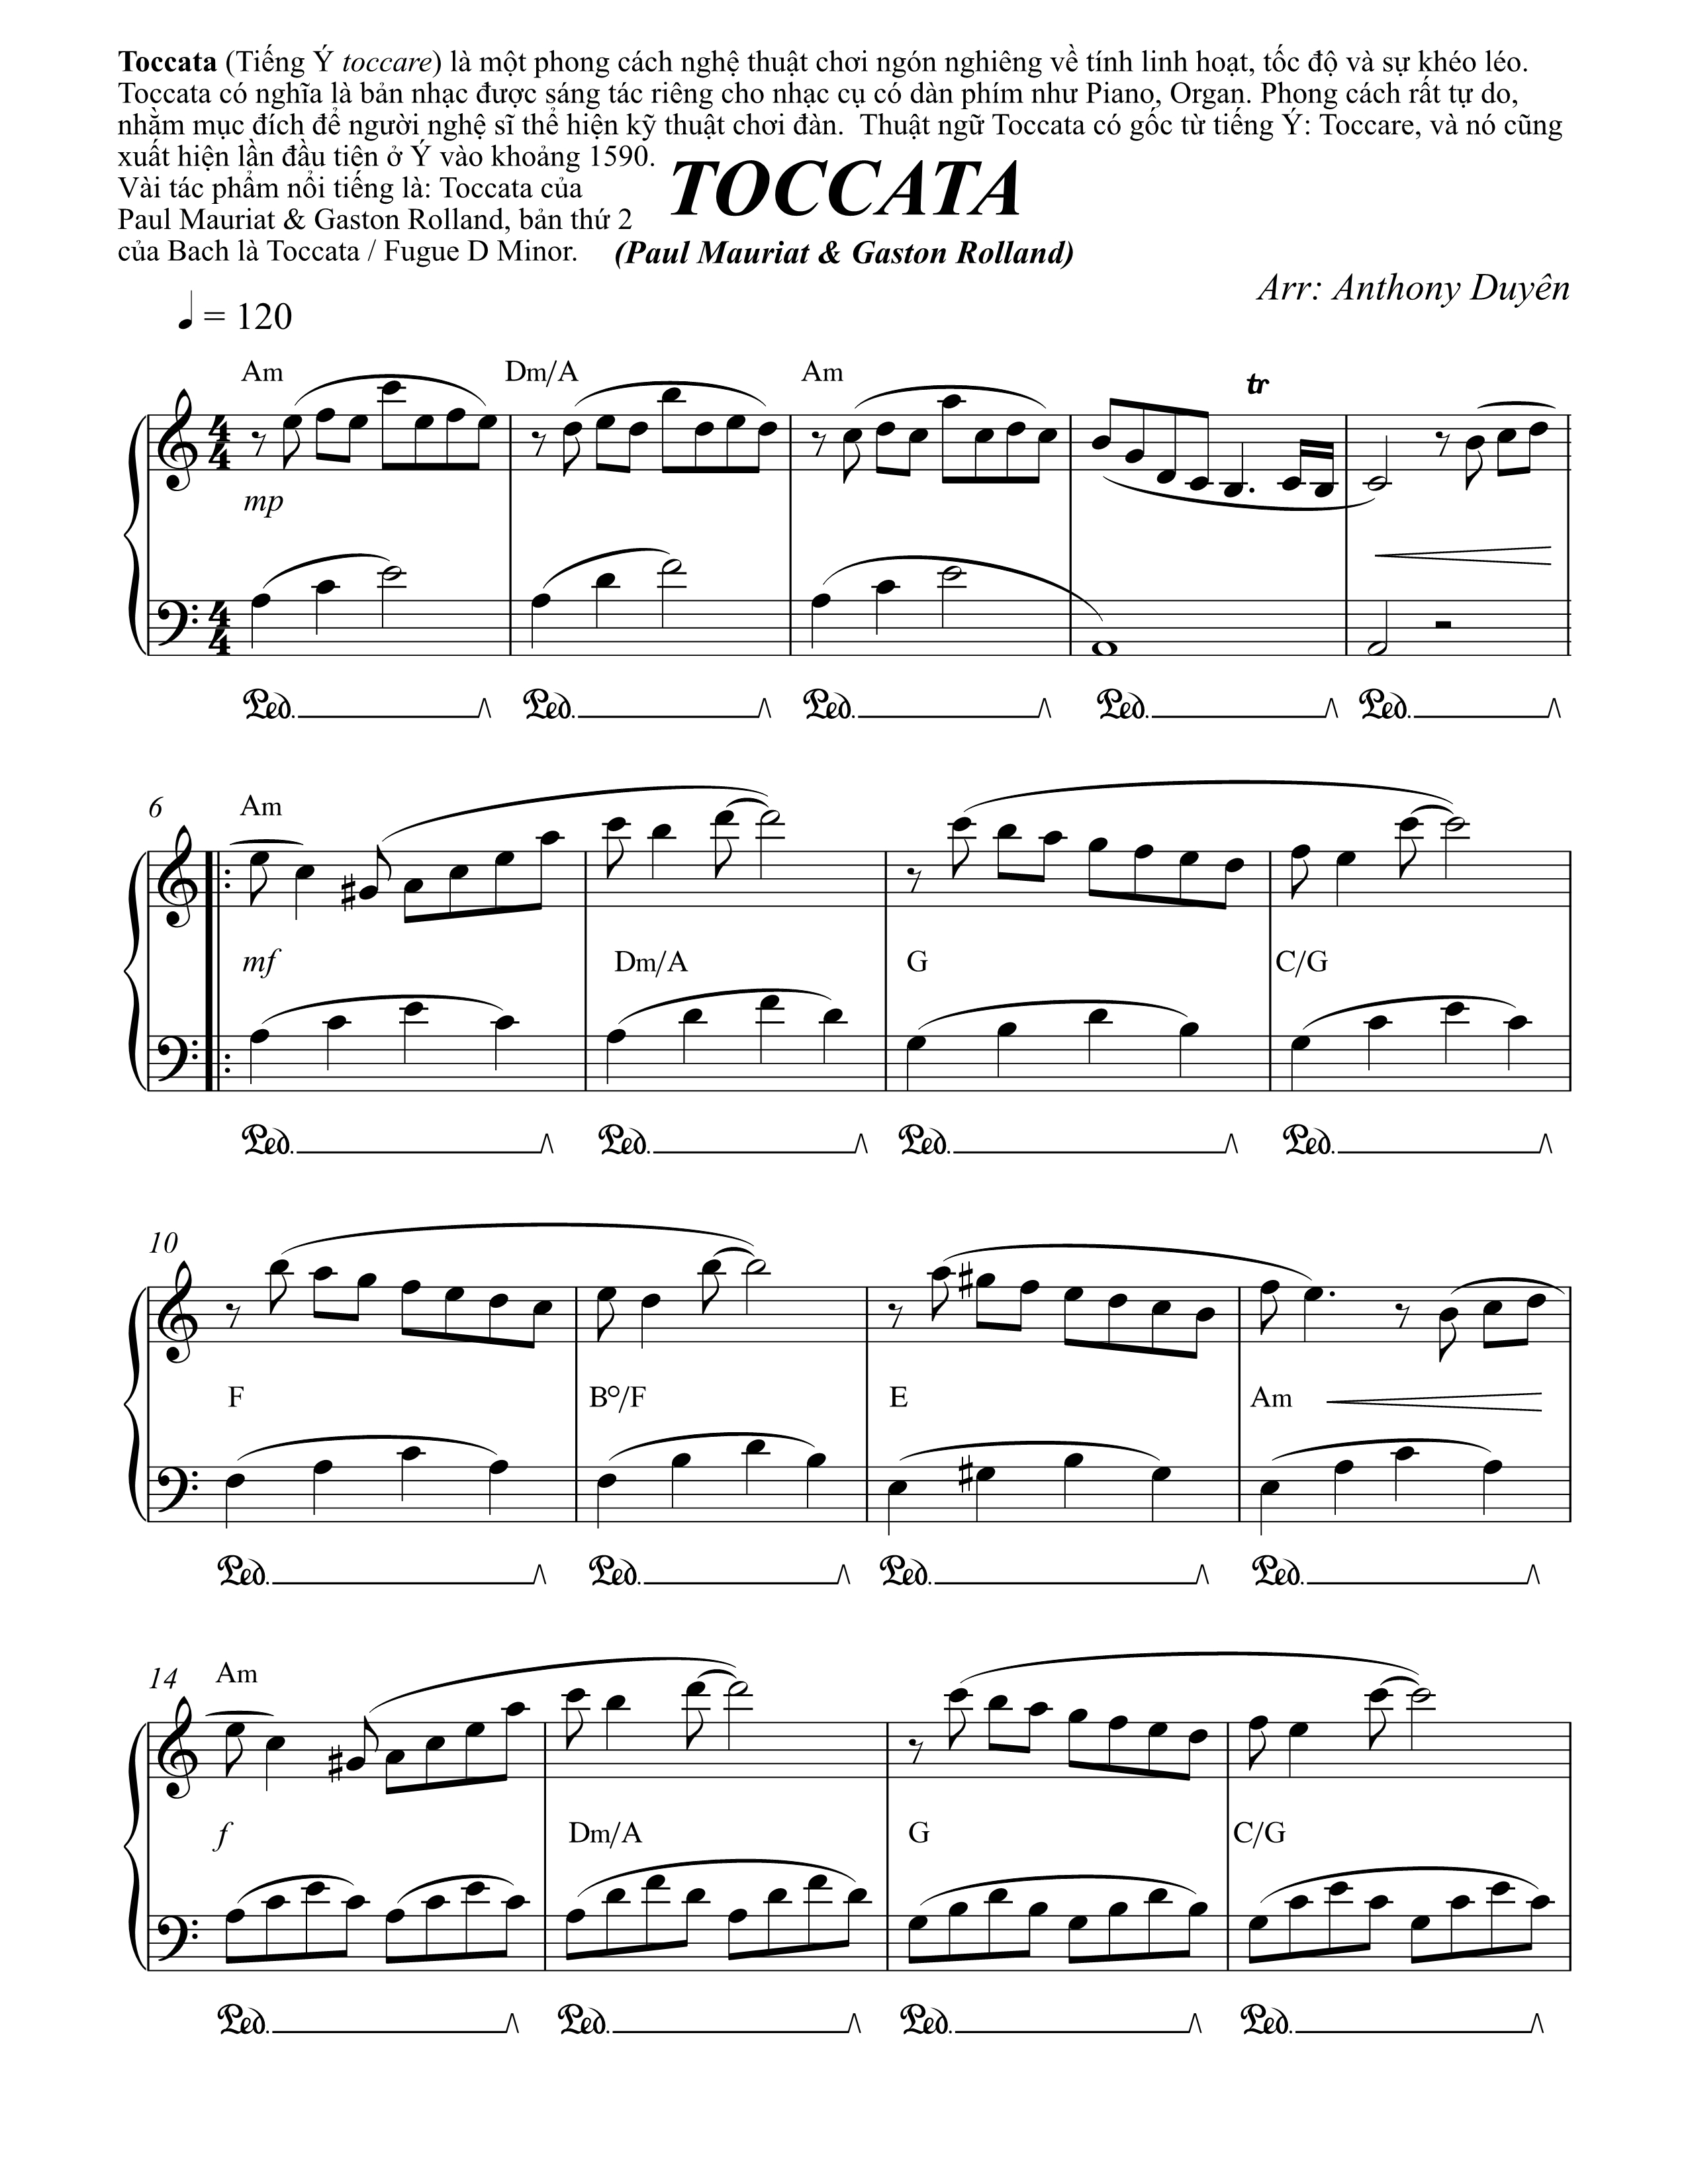 Toccata (Tiếng Ý toccare) là một phong cách nghệ thuật chơi ngón nghiêng về tính linh hoạt, tốc độ và sự khéo léo.
Toccata có nghĩa là bản nhạc được sáng tác riêng cho nhạc cụ có dàn phím như Piano, Organ. Phong cách rất tự do,
nhằm mục đích để người nghệ sĩ thể hiện kỹ thuật chơi đàn. Thuật ngữ Toccata có gốc từ tiếng Ý: Toccare, và nó cũng
xuất hiện lần đầu tiên ở Ý vào khoảng 1590.
Vài tác phẩm nổi tiếng là: Toccata của
Paul Mauriat & Gaston Rolland, bản thứ 2
của Bach là Toccata / Fugue D Minor.
TOCCATA
(Paul Mauriat & Gaston Rolland)
Arr: Anthony Duyên
♩ = 120
Am Dm/A Am
tr
4 4
mp
4 4
Ped. Ped. Ped. Ped. Ped.
6 Am
mf Dm/A G C/G
Ped. Ped. Ped. Ped.
10
F B°/F E Am
Ped. Ped. Ped. Ped.
14 Am
f Dm/A G C/G
Ped. Ped. Ped. Ped.